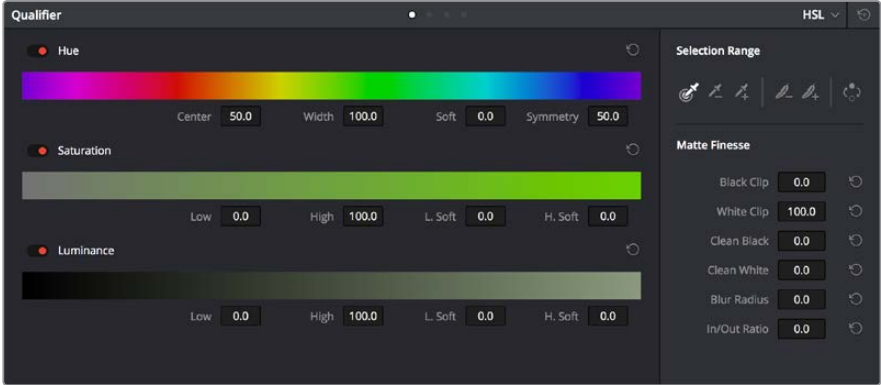 Qualifier HSL
Hue
Center 50.0 Width 100.0 Soft 0.0 Symmetry 50.0
Saturation
Low 0.0 High 100.0 L. Soft 0.0 H. Soft 0.0
Luminance
Low 0.0 High 100.0 L. Soft 0.0 H. Soft 0.0
Selection Range
Matte Finesse
Black Clip 0.0
White Clip 100.0
Clean Black 0.0
Clean White 0.0
Blur Radius 0.0
In/Out Ratio 0.0